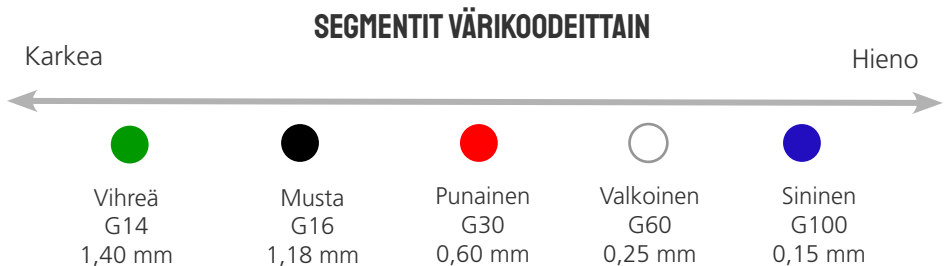 SEGMENTIT VÄRIKOODEITTAIN
Karkea
Hieno
Vihreä
G14
1,40 mm
Musta
G16
1,18 mm
Punainen
G30
0,60 mm
Valkoinen
G60
0,25 mm
Sininen
G100
0,15 mm